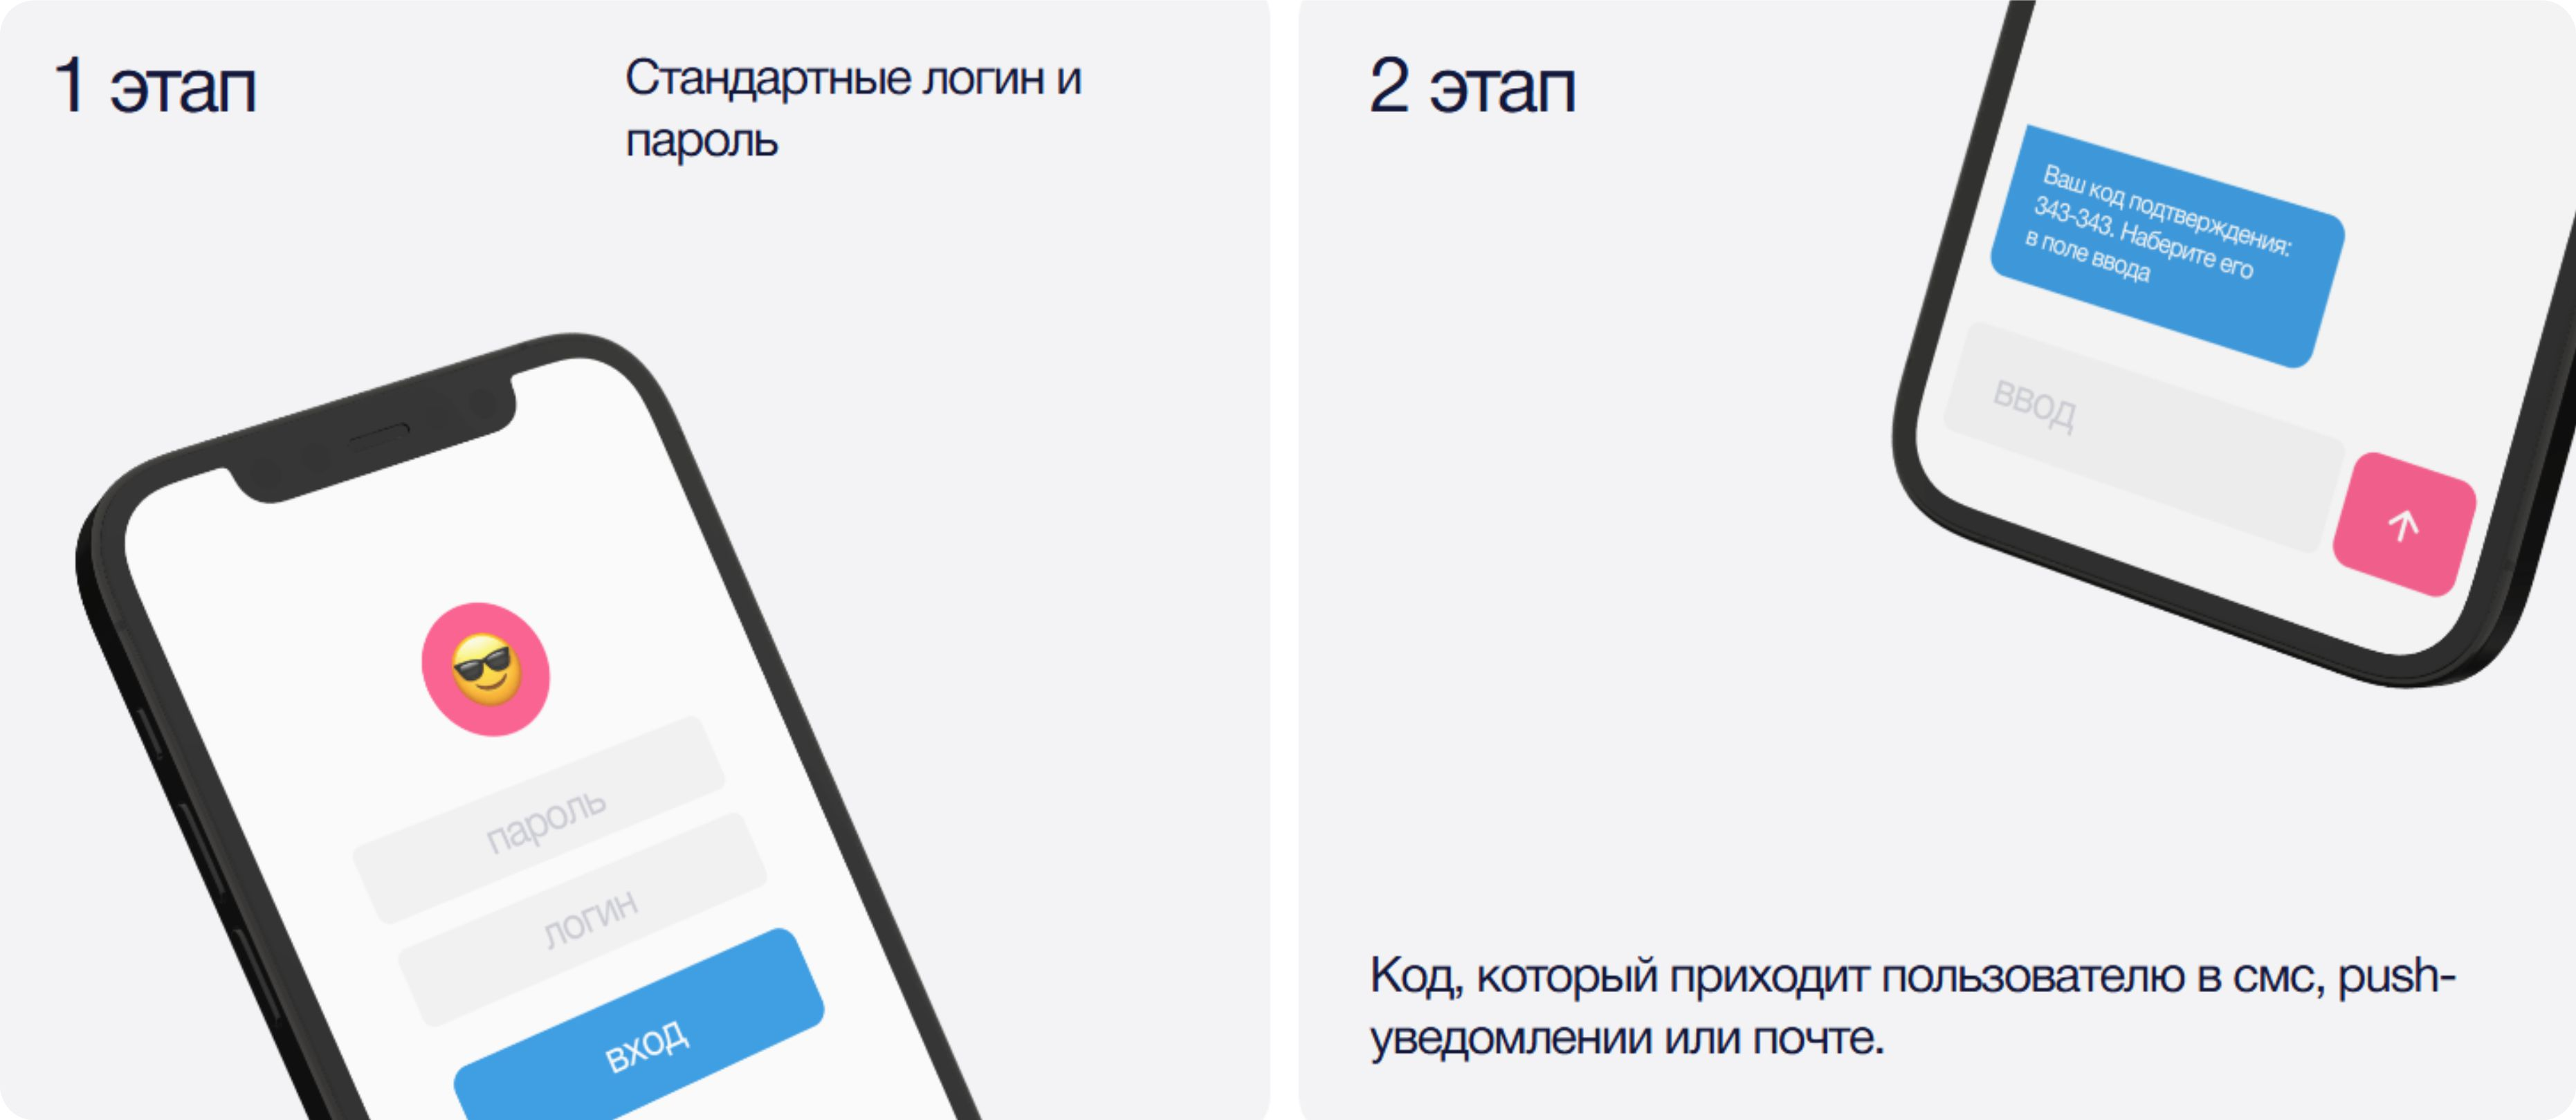 1 этап
Стандартные логин и
пароль
пароль
логин
вход
2 этап
Ваш код подтверждения:
343-343. Наберите его
в поле ввода
ввод
Код, который приходит пользователю в смс, push-
уведомлении или почте.